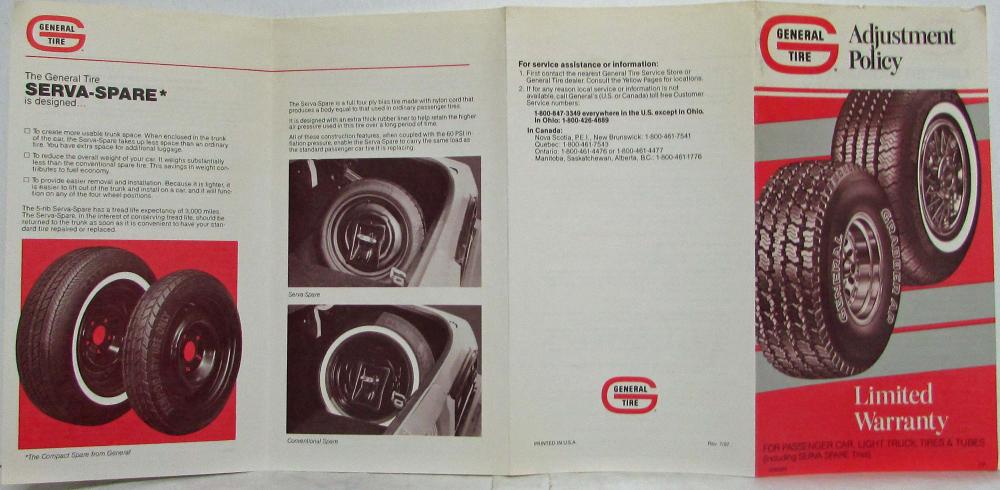 GENERAL
TIRE
The General Tire
SERVA-SPARE*
is designed...
☐ To create more usable trunk space. When enclosed in the trunk
of the car, the Serva-Spare takes up less space than an ordinary
tire. You have extra space for additional luggage.
☐ To reduce the overall weight of your car. It weighs substantially
less than the conventional spare tire. This savings in weight con-
tributes to fuel economy.
☐ To provide easier removal and installation. Because it is lighter, it
is easier to lift out of the trunk and install on a car, and it will func-
tion on any of the four wheel positions.
The 5-rib Serva-Spare has a tread life expectancy of 3,000 miles.
The Serva-Spare, in the interest of conserving tread life, should be
returned to the trunk as soon as it is convenient to have your stan-
dard tire repaired or replaced.
*The Compact Spare from General
The Serva-Spare is a full four ply bias tire made with nylon cord that
produces a body equal to that used in ordinary passenger tires.
It is designed with an extra thick rubber liner to help retain the higher
air pressure used in this tire over a long period of time.
All of these construction features, when coupled with the 60 PSI in-
flation pressure, enable the Serva-Spare to carry the same load as
the standard passenger car tire it is replacing.
Serva-Spare
Conventional Spare
For service assistance or information:
1. First contact the nearest General Tire Service Store or
General Tire dealer. Consult the Yellow Pages for locations.
2. If for any reason local service or information is not
available, call General's (U.S. or Canada) toll free Customer
Service numbers:
1-800-847-3349 everywhere in the U.S. except in Ohio.
In Ohio: 1-800-426-4889
In Canada:
Nova Scotia, P.E.I., New Brunswick: 1-800-461-7541
Quebec: 1-800-461-7543
Ontario: 1-800-461-4476 or 1-800-461-4477
Manitoba, Saskatchewan, Alberta, B.C.: 1-800-461-1776
GENERAL
TIRE
PRINTED IN U.S.A.
Rev. 7/87
GENERAL
TIRE
Adjustment
Policy
GENERAL
GRABBER
Limited
Warranty
FOR PASSENGER CAR, LIGHT TRUCK, TIRES & TUBES
(Including SERVA SPARE Tires)